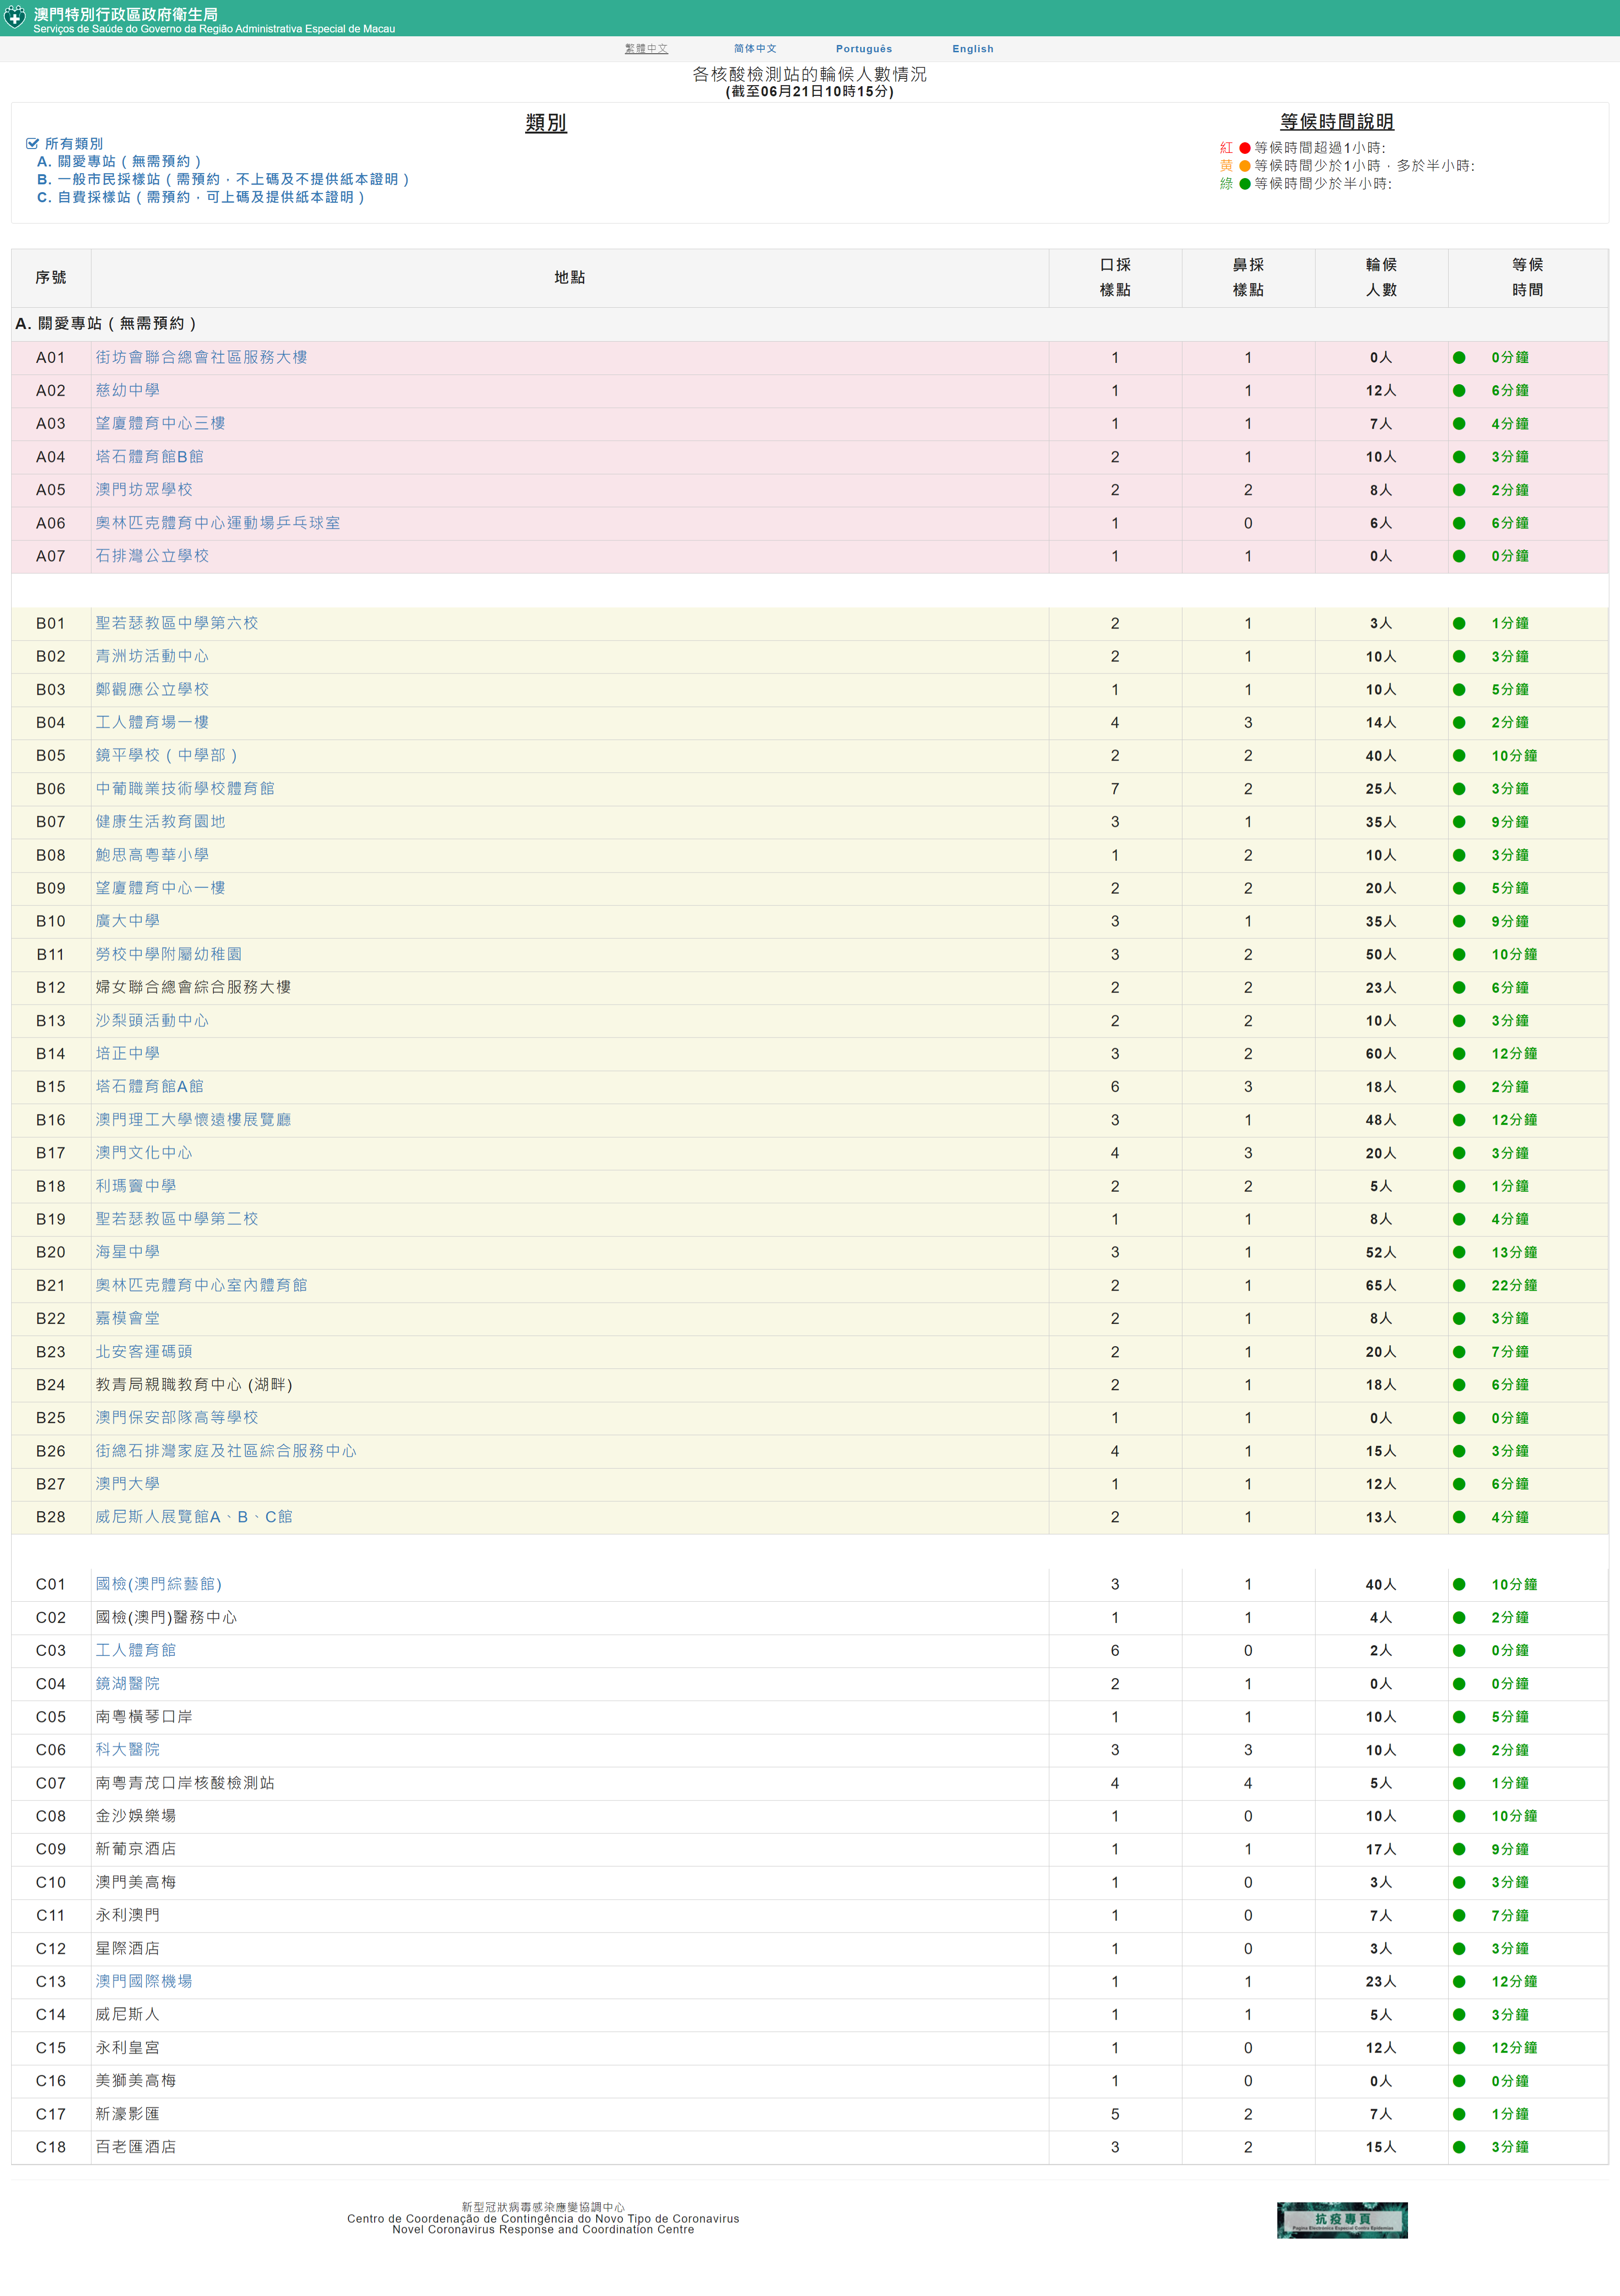 澳門特別行政區政府衛生局
Serviços de Saúde do Governo da Região Administrativa Especial de Macau
繁體中文 简体中文 Português English
各核酸檢測站的輪候人數情況
(截至06月21日10時15分)
類別
所有類別
A. 關愛專站（無需預約）
B. 一般市民採樣站（需預約，不上碼及不提供紙本證明）
C. 自費採樣站（需預約，可上碼及提供紙本證明）
等候時間說明
紅 等候時間超過1小時:
黄 等候時間少於1小時，多於半小時:
綠 等候時間少於半小時:
序號 地點 口採樣點 鼻採樣點 輪候人數 等候時間
A. 關愛專站（無需預約）
A01 街坊會聯合總會社區服務大樓 1 1 0人 0分鐘
A02 慈幼中學 1 1 12人 6分鐘
A03 望廈體育中心三樓 1 1 7人 4分鐘
A04 塔石體育館B館 2 1 10人 3分鐘
A05 澳門坊眾學校 2 2 8人 2分鐘
A06 奧林匹克體育中心運動場乒乓球室 1 0 6人 6分鐘
A07 石排灣公立學校 1 1 0人 0分鐘
B01 聖若瑟教區中學第六校 2 1 3人 1分鐘
B02 青洲坊活動中心 2 1 10人 3分鐘
B03 鄭觀應公立學校 1 1 10人 5分鐘
B04 工人體育場一樓 4 3 14人 2分鐘
B05 鏡平學校（中學部） 2 2 40人 10分鐘
B06 中葡職業技術學校體育館 7 2 25人 3分鐘
B07 健康生活教育園地 3 1 35人 9分鐘
B08 鮑思高粵華小學 1 2 10人 3分鐘
B09 望廈體育中心一樓 2 2 20人 5分鐘
B10 廣大中學 3 1 35人 9分鐘
B11 勞校中學附屬幼稚園 3 2 50人 10分鐘
B12 婦女聯合總會綜合服務大樓 2 2 23人 6分鐘
B13 沙梨頭活動中心 2 2 10人 3分鐘
B14 培正中學 3 2 60人 12分鐘
B15 塔石體育館A館 6 3 18人 2分鐘
B16 澳門理工大學懷遠樓展覽廳 3 1 48人 12分鐘
B17 澳門文化中心 4 3 20人 3分鐘
B18 利瑪竇中學 2 2 5人 1分鐘
B19 聖若瑟教區中學第二校 1 1 8人 4分鐘
B20 海星中學 3 1 52人 13分鐘
B21 奧林匹克體育中心室內體育館 2 1 65人 22分鐘
B22 嘉模會堂 2 1 8人 3分鐘
B23 北安客運碼頭 2 1 20人 7分鐘
B24 教青局親職教育中心 (湖畔) 2 1 18人 6分鐘
B25 澳門保安部隊高等學校 1 1 0人 0分鐘
B26 街總石排灣家庭及社區綜合服務中心 4 1 15人 3分鐘
B27 澳門大學 1 1 12人 6分鐘
B28 威尼斯人展覽館A、B、C館 2 1 13人 4分鐘
C01 國檢(澳門綜藝館) 3 1 40人 10分鐘
C02 國檢(澳門)醫務中心 1 1 4人 2分鐘
C03 工人體育館 6 0 2人 0分鐘
C04 鏡湖醫院 2 1 0人 0分鐘
C05 南粵橫琴口岸 1 1 10人 5分鐘
C06 科大醫院 3 3 10人 2分鐘
C07 南粵青茂口岸核酸檢測站 4 4 5人 1分鐘
C08 金沙娛樂場 1 0 10人 10分鐘
C09 新葡京酒店 1 1 17人 9分鐘
C10 澳門美高梅 1 0 3人 3分鐘
C11 永利澳門 1 0 7人 7分鐘
C12 星際酒店 1 0 3人 3分鐘
C13 澳門國際機場 1 1 23人 12分鐘
C14 威尼斯人 1 1 5人 3分鐘
C15 永利皇宮 1 0 12人 12分鐘
C16 美獅美高梅 1 0 0人 0分鐘
C17 新濠影匯 5 2 7人 1分鐘
C18 百老匯酒店 3 2 15人 3分鐘
新型冠狀病毒感染應變協調中心
Centro de Coordenação de Contingência do Novo Tipo de Coronavirus
Novel Coronavirus Response and Coordination Centre
抗疫專頁
Pagina Electronica Especial Contra Epidemias